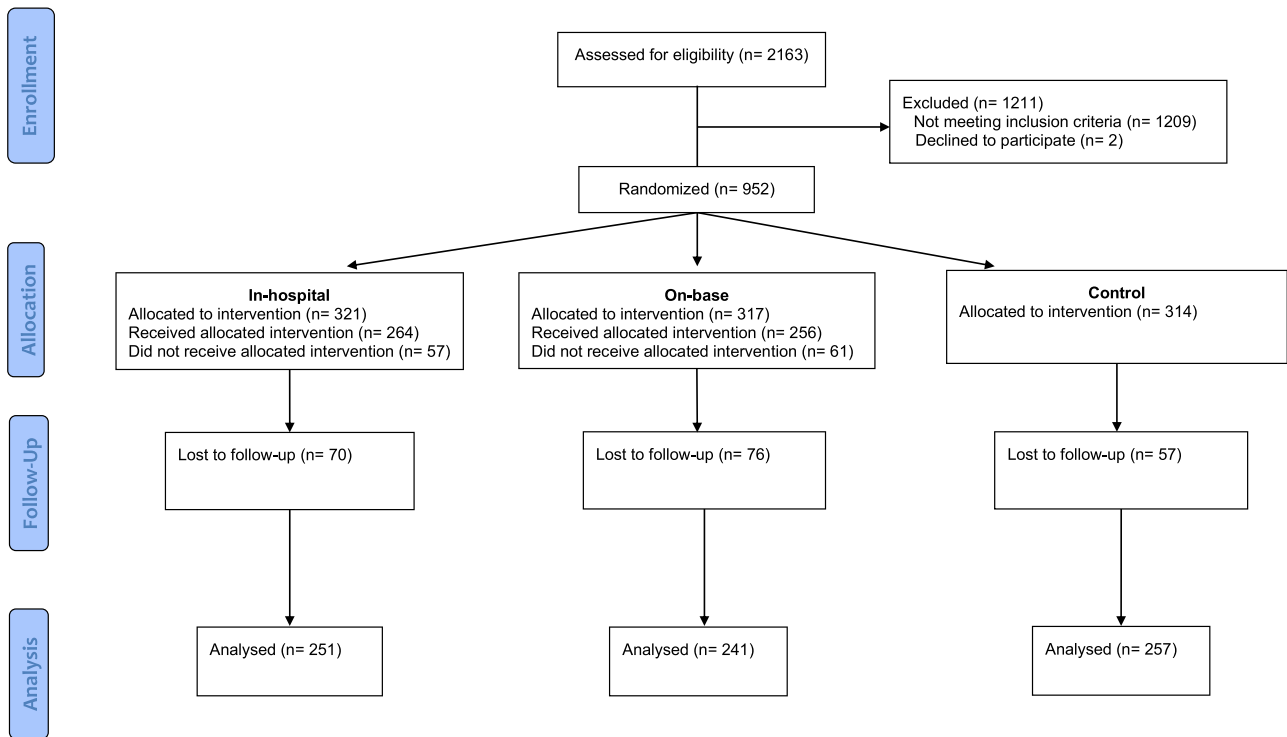 Enrollment
Assessed for eligibility (n= 2163)
Excluded (n= 1211)
Not meeting inclusion criteria (n= 1209)
Declined to participate (n= 2)
Randomized (n= 952)
Allocation
In-hospital
Allocated to intervention (n= 321)
Received allocated intervention (n= 264)
Did not receive allocated intervention (n= 57)
On-base
Allocated to intervention (n= 317)
Received allocated intervention (n= 256)
Did not receive allocated intervention (n= 61)
Control
Allocated to intervention (n= 314)
Follow-Up
Lost to follow-up (n= 70)
Lost to follow-up (n= 76)
Lost to follow-up (n= 57)
Analysis
Analysed (n= 251)
Analysed (n= 241)
Analysed (n= 257)